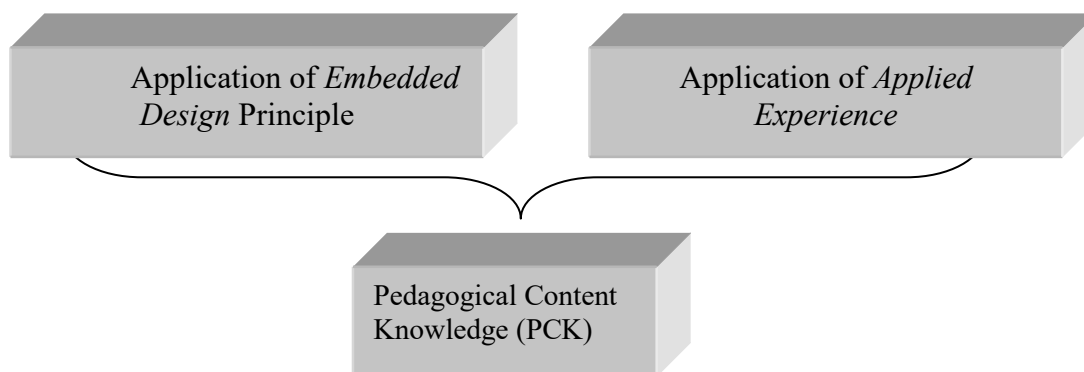 Application of Embedded
Design Principle
Application of Applied
Experience
Pedagogical Content
Knowledge (PCK)